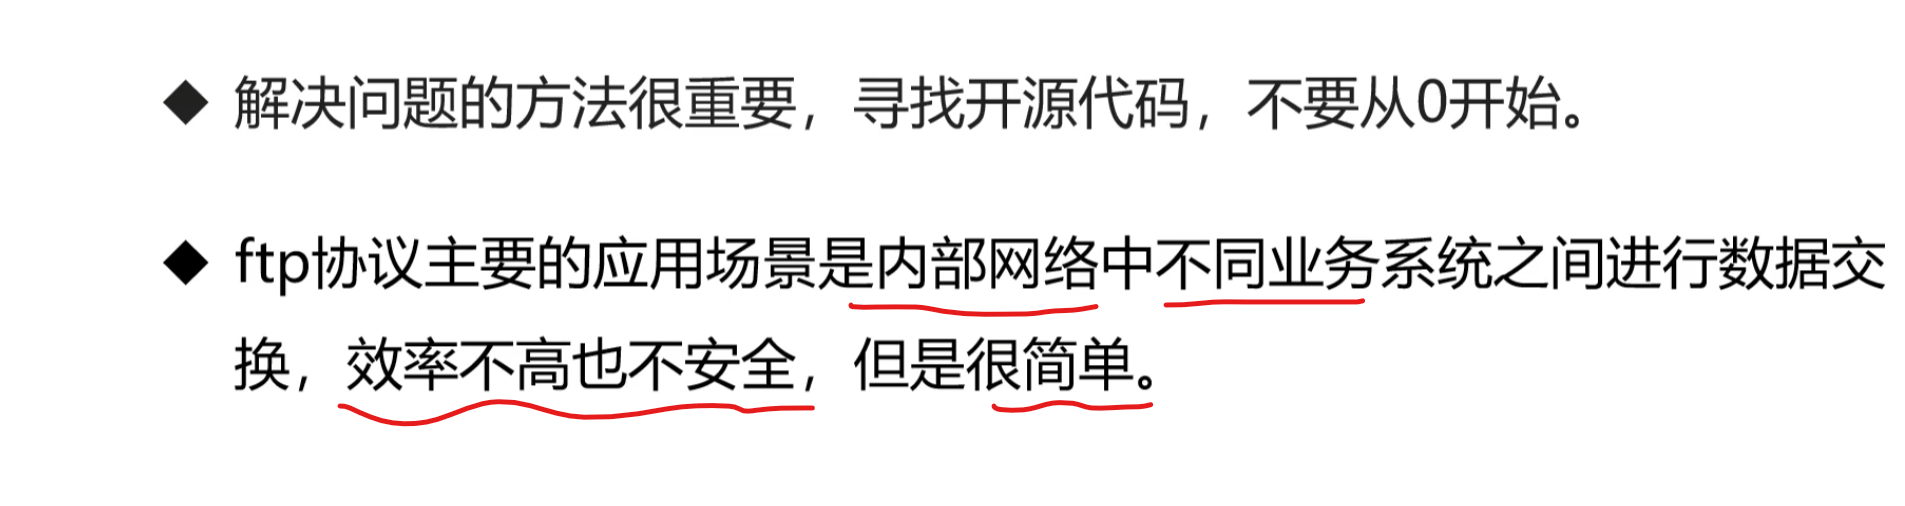 ◆ 解决问题的方法很重要，寻找开源代码，不要从0开始。
◆ ftp协议主要的应用场景是内部网络中不同业务系统之间进行数据交
换，效率不高也不安全，但是很简单。